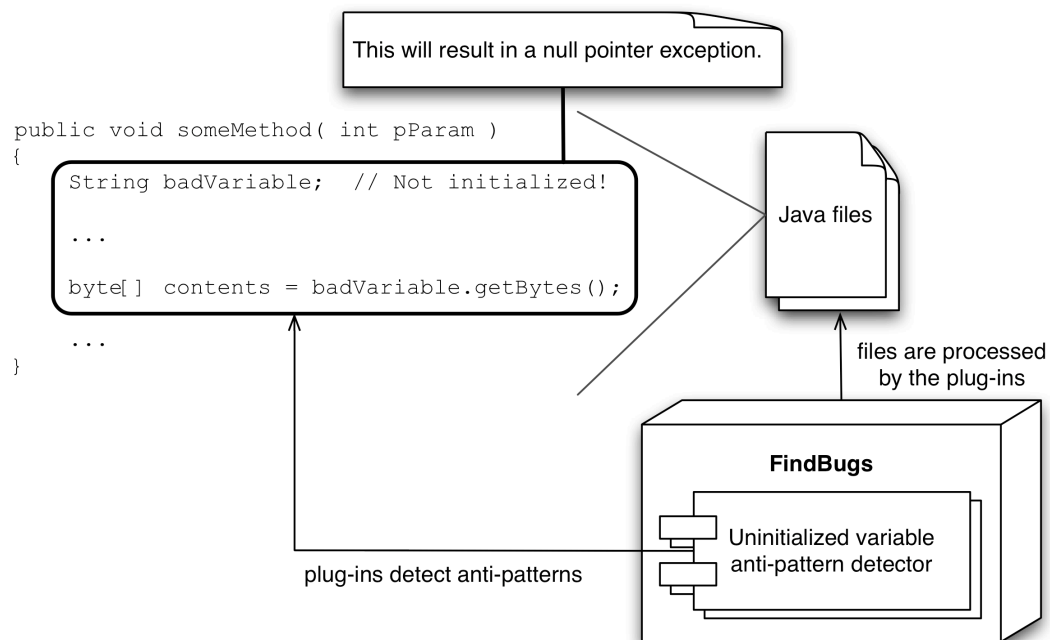 This will result in a null pointer exception.
public void someMethod( int pParam )
{
String badVariable;  // Not initialized!
...
byte[] contents = badVariable.getBytes();
...
}
Java files
files are processed
by the plug-ins
FindBugs
Uninitialized variable
anti-pattern detector
plug-ins detect anti-patterns